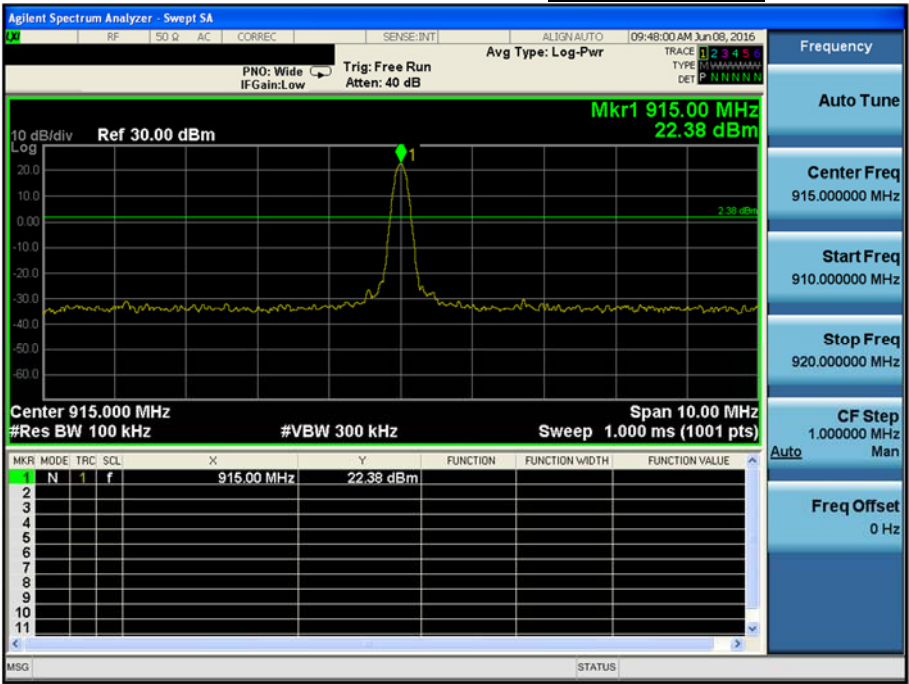 Agilent Spectrum Analyzer - Swept SA
LXI RF 50 Ω AC CORREC SENSE:INT ALIGN AUTO 09:48:00 AM Jun 08, 2016
Frequency
PNO: Wide
IFGain:Low
Trig: Free Run
Atten: 40 dB
Avg Type: Log-Pwr
TRACE 1 2 3 4 5 6
TYPE M
DET P N N N N N
Auto Tune
Mkr1 915.00 MHz
22.38 dBm
10 dB/div Ref 30.00 dBm
Log
1
20.0
10.0
0.00
2.38 dBm
-10.0
-20.0
-30.0
-40.0
-50.0
-60.0
Center Freq
915.000000 MHz
Start Freq
910.000000 MHz
Stop Freq
920.000000 MHz
CF Step
1.000000 MHz
Auto Man
Freq Offset
0 Hz
Center 915.000 MHz Span 10.00 MHz
#Res BW 100 kHz #VBW 300 kHz Sweep 1.000 ms (1001 pts)
MKR MODE TRC SCL X Y FUNCTION FUNCTION WIDTH FUNCTION VALUE
1 N 1 f 915.00 MHz 22.38 dBm
2
3
4
5
6
7
8
9
10
11
MSG STATUS